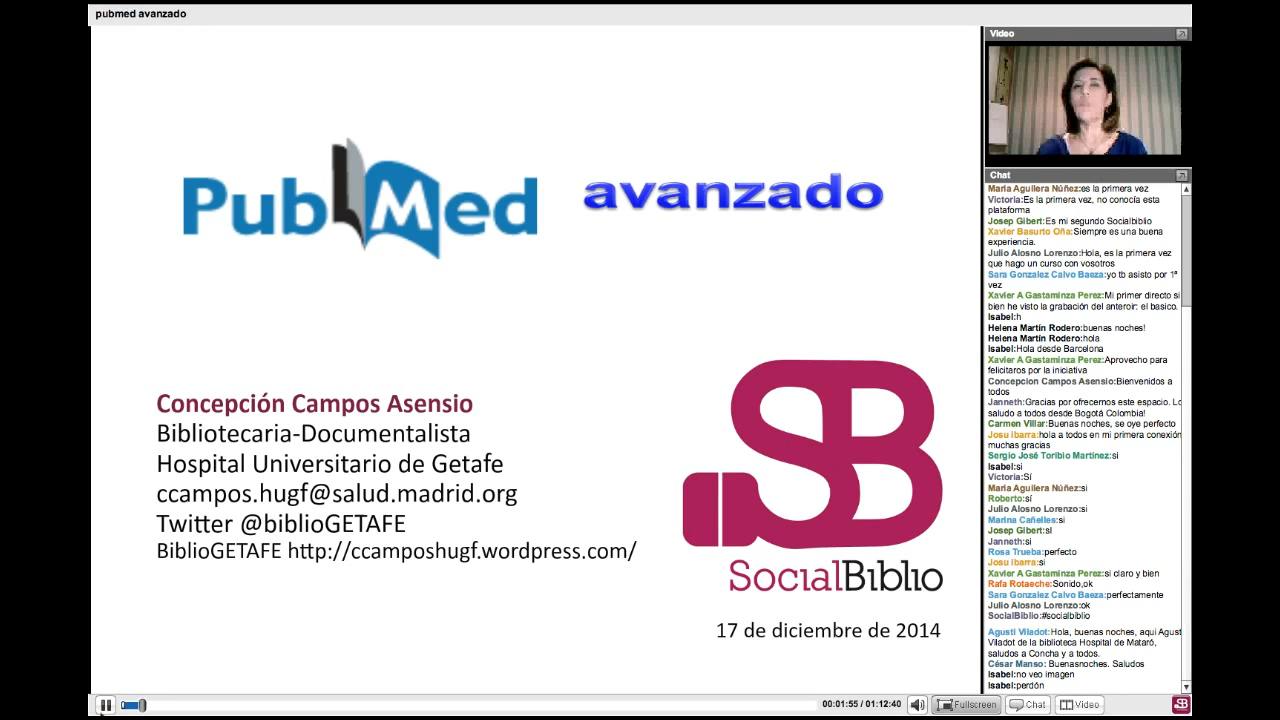 pubmed avanzado
PubMed avanzado
Concepción Campos Asensio
Bibliotecaria-Documentalista
Hospital Universitario de Getafe
ccampos.hugf@salud.madrid.org
Twitter @biblioGETAFE
BiblioGETAFE http://ccamposhugf.wordpress.com/
SB
SocialBiblio
17 de diciembre de 2014
Video
Chat
Maria Aguilera Núñez:es la primera vez
Victoria:Es la primera vez, no conocía esta
plataforma
Josep Gibert:Es mi segundo Socialbiblio
Xavier Basurto Oña:Siempre es una buena
experiencia.
Julio Alosno Lorenzo:Hola, es la primera vez
que hago un curso con vosotros
Sara Gonzalez Calvo Baeza:yo tb asisto por 1ª
vez
Xavier A Gastaminza Perez:Mi primer directo si
bien he visto la grabación del anteroir: el basico.
Isabel:h
Helena Martín Rodero:buenas noches!
Helena Martín Rodero:hola
Isabel:Hola desde Barcelona
Xavier A Gastaminza Perez:Aprovecho para
felicitaros por la iniciativa
Concepcion Campos Asensio:Bienvenidos a
todos
Janneth:Gracias por ofrecernos este espacio. Lo
saludo a todos desde Bogotá Colombia!
Carmen Villar:Buenas noches, se oye perfecto
Josu ibarra:hola a todos en mi primera conexión
muchas gracias
Sergio José Toribio Martínez:si
Isabel:si
Victoria:Sí
Maria Aguilera Núñez:si
Roberto:sí
Julio Alosno Lorenzo:si
Marina Cañelles:si
Josep Gibert:sI
Janneth:si
Rosa Trueba:perfecto
Josu ibarra:si
Xavier A Gastaminza Perez:si claro y bien
Rafa Rotaeche:Sonido,ok
Sara Gonzalez Calvo Baeza:perfectamente
Julio Alosno Lorenzo:ok
SocialBiblio:#socialbiblio
Agusti Viladot:Hola, buenas noches, aqui Agust
Viladot de la biblioteca Hospital de Mataró,
saludos a Concha y a todos.
César Manso: Buenasnoches. Saludos
Isabel:no veo imagen
Isabel:perdón
00:01:55 / 01:12:40
Fullscreen
Chat
Video
SB